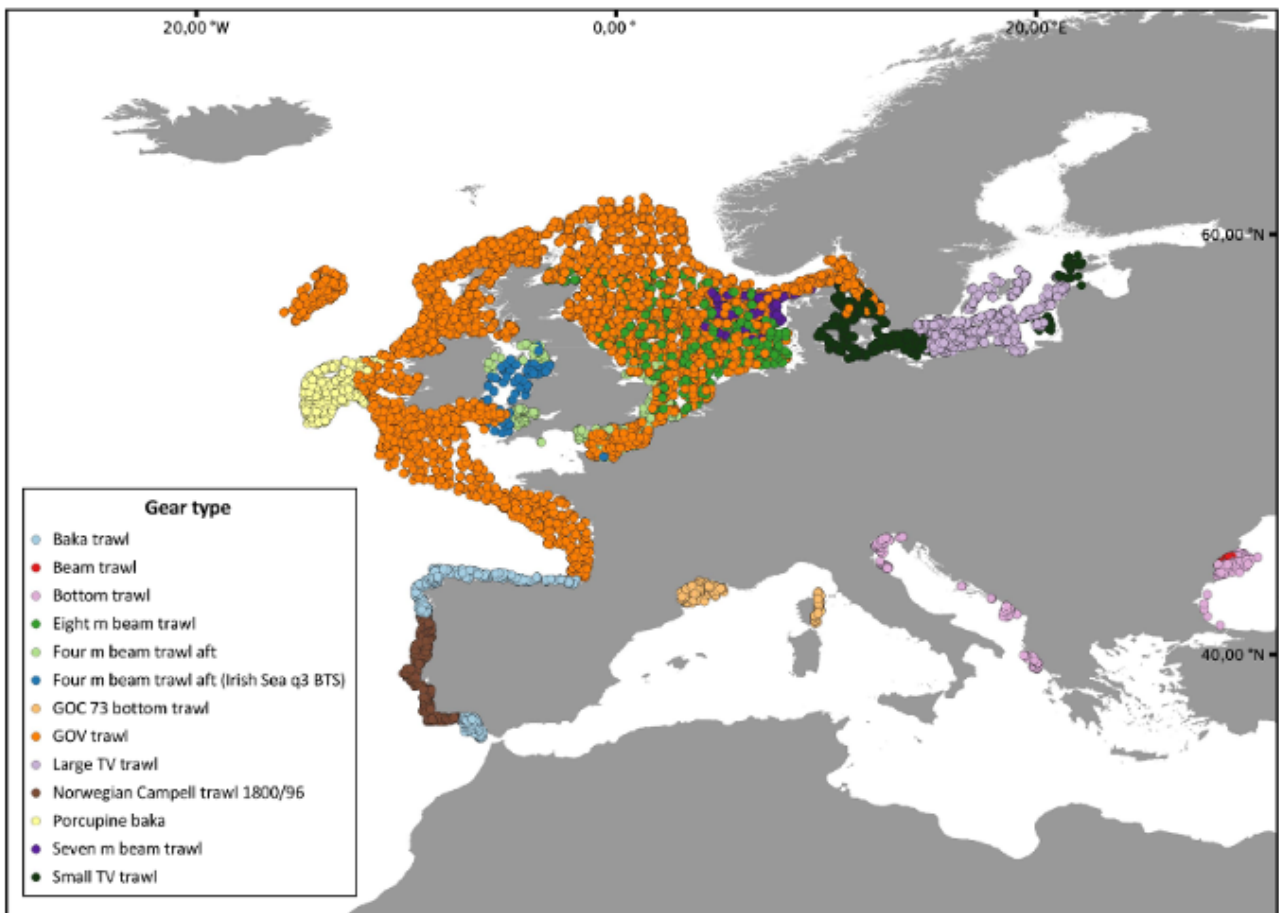 20,00 °W
0,00 °
20,00 °E
60,00 °N
40,00 °N
Gear type
Baka trawl
Beam trawl
Bottom trawl
Eight m beam trawl
Four m beam trawl aft
Four m beam trawl aft (Irish Sea q3 BTS)
GOC 73 bottom trawl
GOV trawl
Large TV trawl
Norwegian Campell trawl 1800/96
Porcupine baka
Seven m beam trawl
Small TV trawl